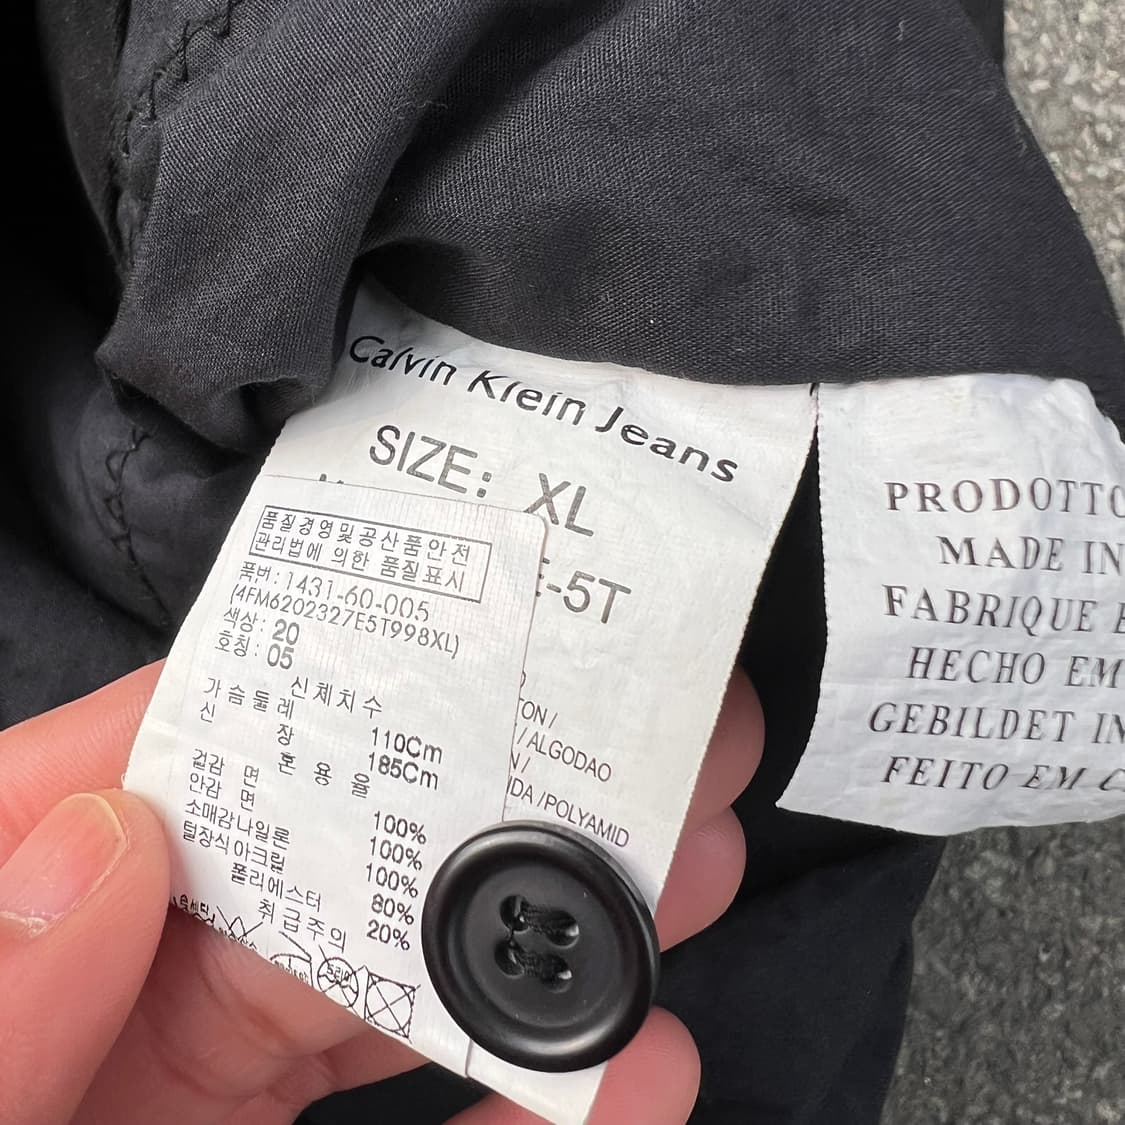 Calvin Klein Jeans
SIZE: XL
-5T
품질경영및공산품안전
관리법에 의한 품질표시
품번: 1431-60-005
(4FM6202327E5T998XL)
색상: 20
호칭: 05
신체치수
가슴둘레 110Cm
신 장 185Cm
혼용율
겉감 면 100%
안감 면 100%
소매감나일론 100%
털장식아크릴 80%
폴리에스터 20%
취급주의
드라이
TON/
/ALGODAO
N/
IDA/POLYAMID
PRODOTTO
MADE IN
FABRIQUE E
HECHO EM
GEBILDET IN
FEITO EM C